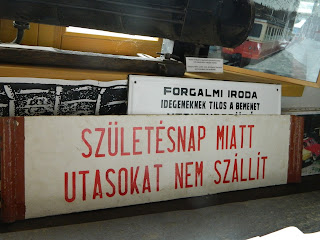 FORGALMI IRODA
IDEGENEKNEK TILOS A BEMENET
SZÜLETÉSNAP MIATT
UTASOKAT NEM SZÁLLÍT